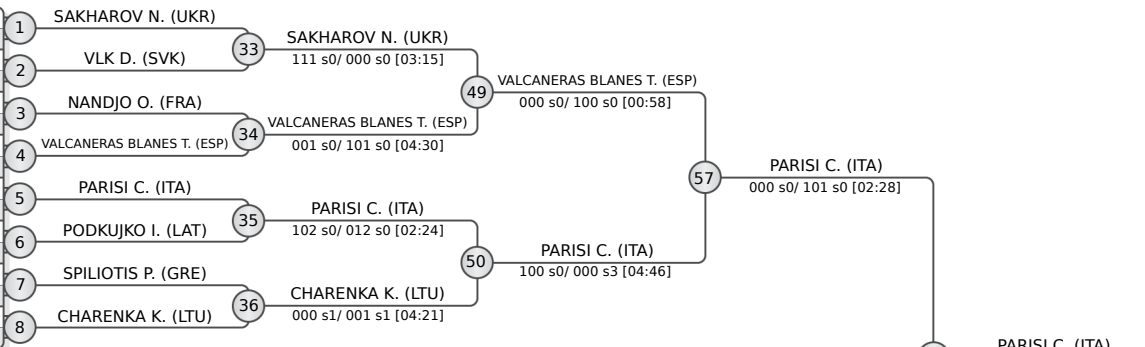 1
SAKHAROV N. (UKR)
2
VLK D. (SVK)
33
SAKHAROV N. (UKR)
111 s0/ 000 s0 [03:15]
3
NANDJO O. (FRA)
4
VALCANERAS BLANES T. (ESP)
34
VALCANERAS BLANES T. (ESP)
001 s0/ 101 s0 [04:30]
49
VALCANERAS BLANES T. (ESP)
000 s0/ 100 s0 [00:58]
5
PARISI C. (ITA)
6
PODKUJKO I. (LAT)
35
PARISI C. (ITA)
102 s0/ 012 s0 [02:24]
7
SPILIOTIS P. (GRE)
8
CHARENKA K. (LTU)
36
CHARENKA K. (LTU)
000 s1/ 001 s1 [04:21]
50
PARISI C. (ITA)
100 s0/ 000 s3 [04:46]
57
PARISI C. (ITA)
000 s0/ 101 s0 [02:28]
PARISI C. (ITA)